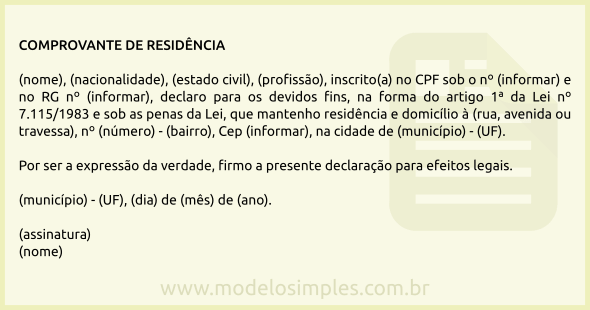 COMPROVANTE DE RESIDÊNCIA
(nome), (nacionalidade), (estado civil), (profissão), inscrito(a) no CPF sob o nº (informar) e
no RG nº (informar), declaro para os devidos fins, na forma do artigo 1ª da Lei nº
7.115/1983 e sob as penas da Lei, que mantenho residência e domicílio à (rua, avenida ou
travessa), nº (número) - (bairro), Cep (informar), na cidade de (município) - (UF).
Por ser a expressão da verdade, firmo a presente declaração para efeitos legais.
(município) - (UF), (dia) de (mês) de (ano).
(assinatura)
(nome)
www.modelosimples.com.br